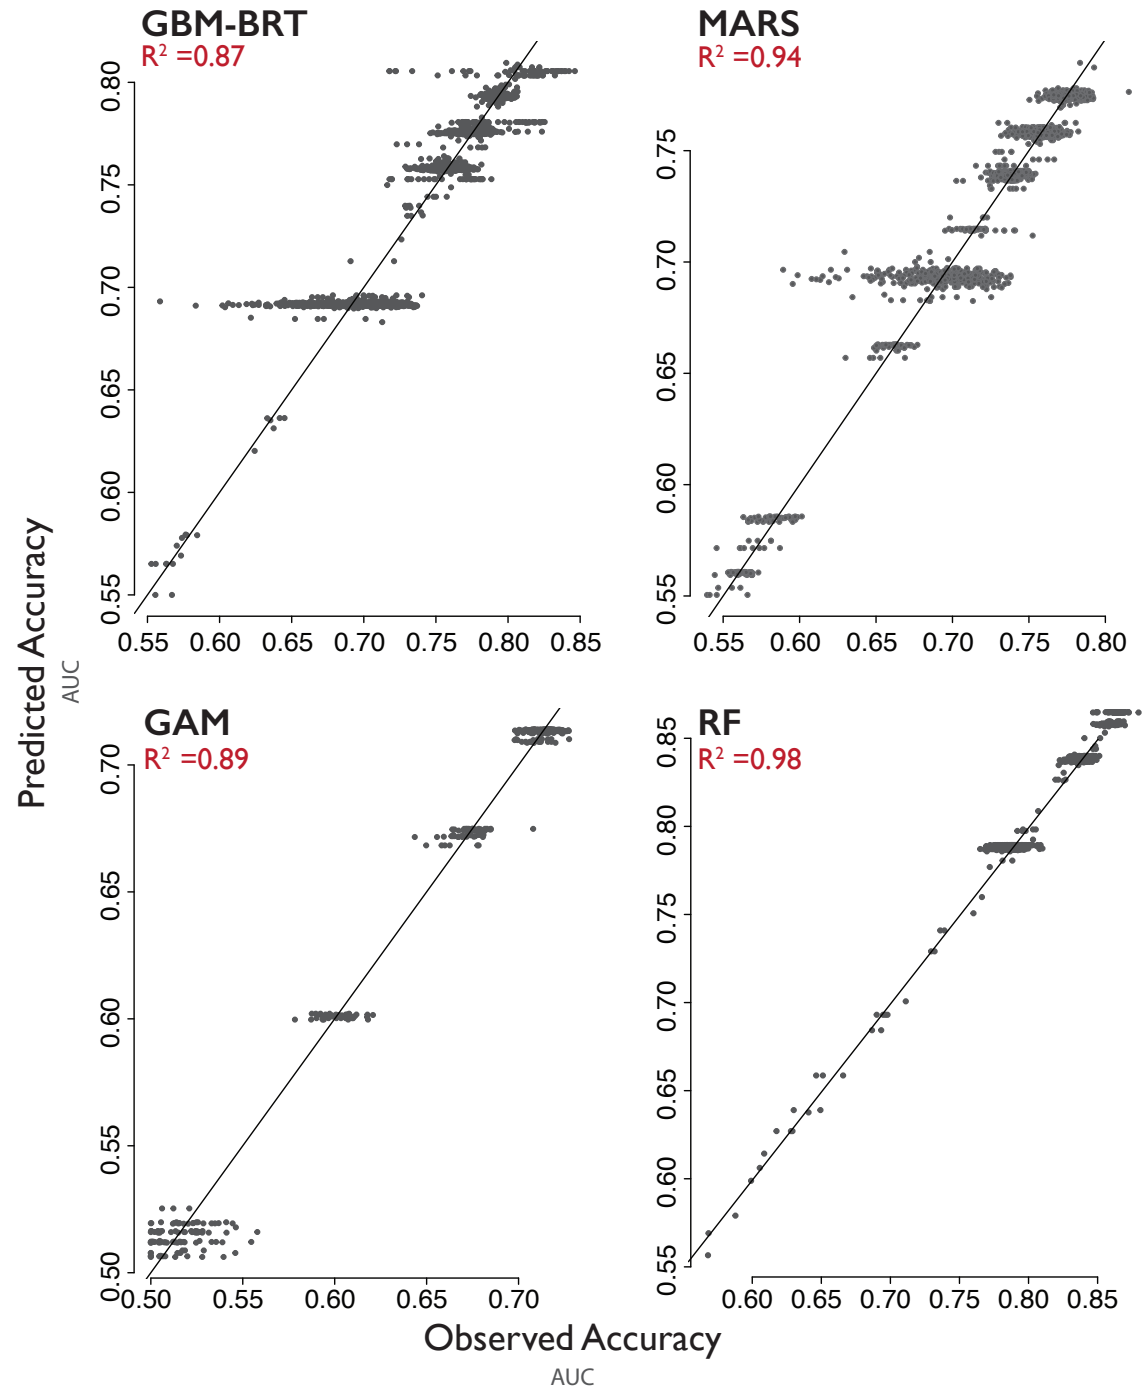 GBM-BRT
R² =0.87
0.80
0.75
0.70
0.65
0.60
0.55
0.55 0.60 0.65 0.70 0.75 0.80 0.85
MARS
R² =0.94
0.75
0.70
0.65
0.60
0.55
0.55 0.60 0.65 0.70 0.75 0.80
Predicted Accuracy
AUC
GAM
R² =0.89
0.70
0.65
0.60
0.55
0.50
0.50 0.55 0.60 0.65 0.70
RF
R² =0.98
0.85
0.80
0.75
0.70
0.65
0.60
0.55
0.60 0.65 0.70 0.75 0.80 0.85
Observed Accuracy
AUC